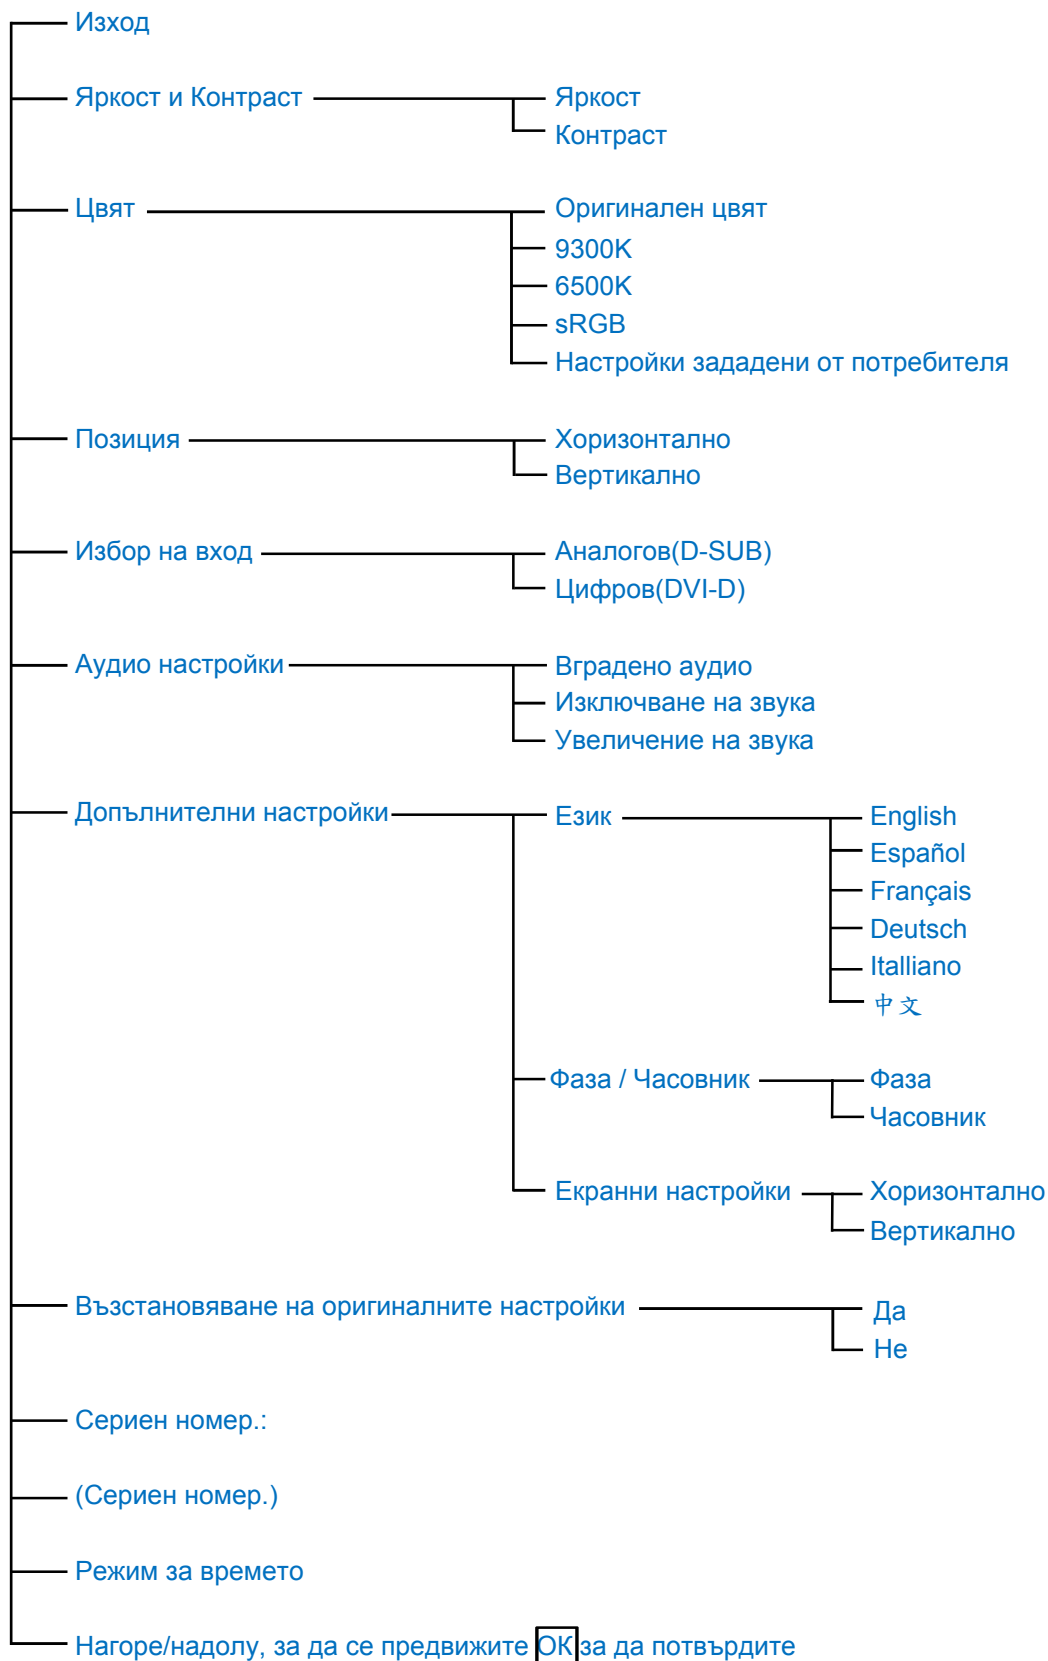 Изход
Яркост и Контраст Яркост
Контраст
Цвят Оригинален цвят
9300K
6500K
sRGB
Настройки зададени от потребителя
Позиция Хоризонтално
Вертикално
Избор на вход Аналогов(D-SUB)
Цифров(DVI-D)
Аудио настройки Вградено аудио
Изключване на звука
Увеличение на звука
Допълнителни настройки Език English
Español
Français
Deutsch
Italliano
中文
Фаза / Часовник Фаза
Часовник
Екранни настройки Хоризонтално
Вертикално
Възстановяване на оригиналните настройки Да
Не
Сериен номер.:
(Сериен номер.)
Режим за времето
Нагоре/надолу, за да се предвижите ОК за да потвърдите